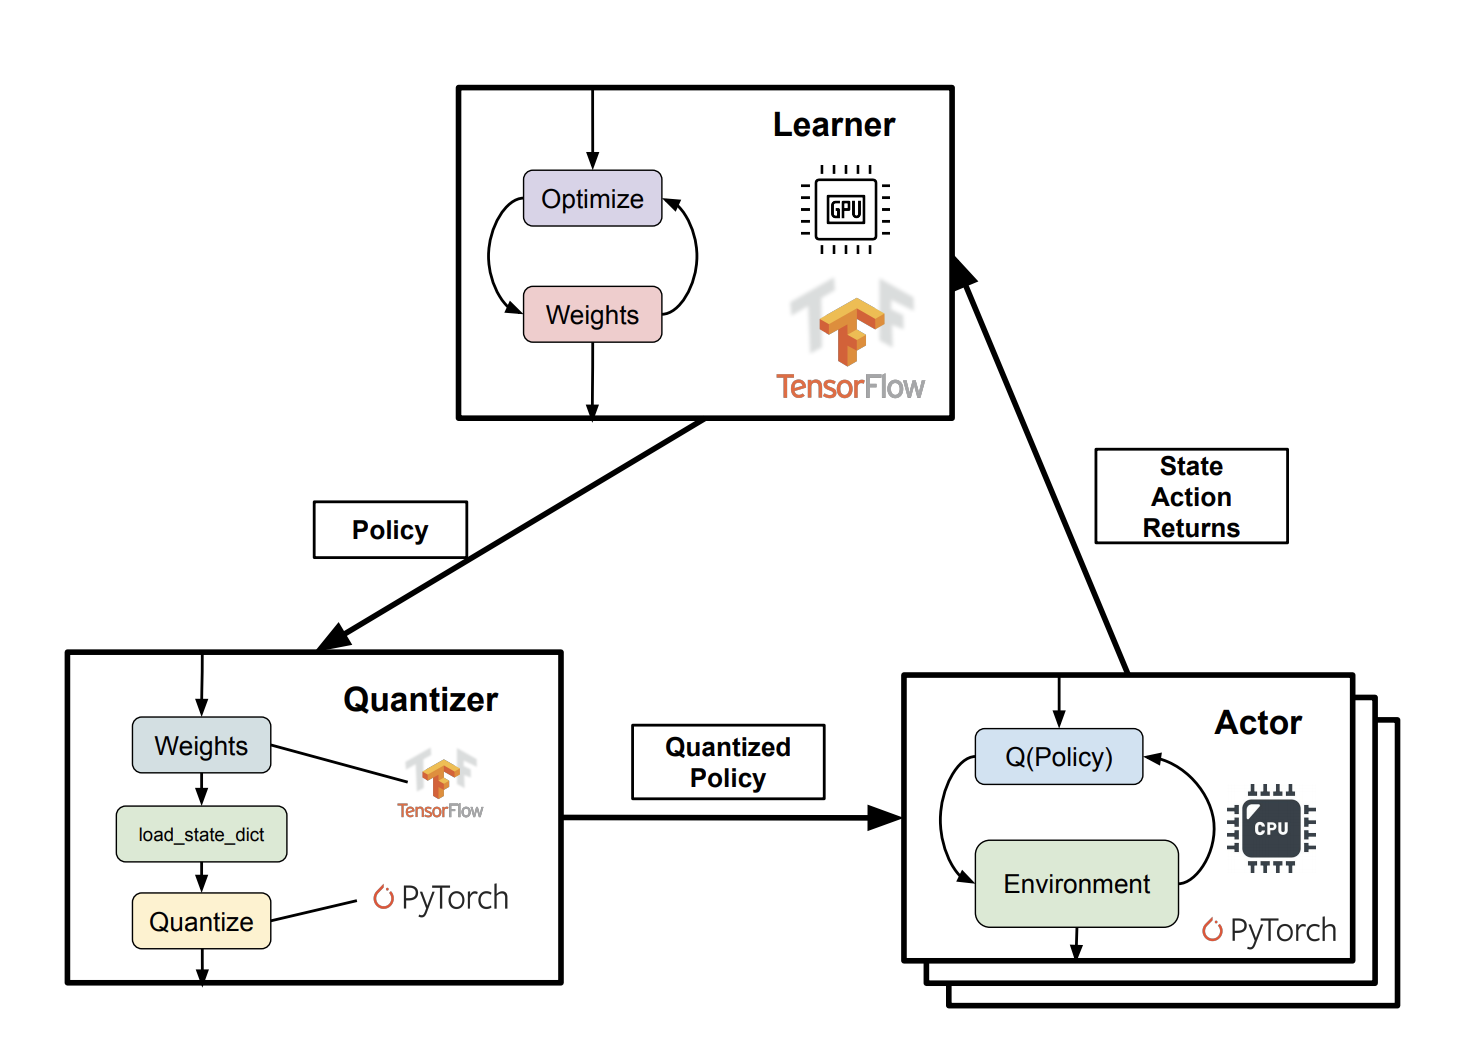 Learner
Optimize
GPU
Weights
TensorFlow
State
Action
Returns
Policy
Quantizer
Weights
TensorFlow
load_state_dict
PyTorch
Quantize
Quantized
Policy
Actor
Q(Policy)
CPU
Environment
PyTorch